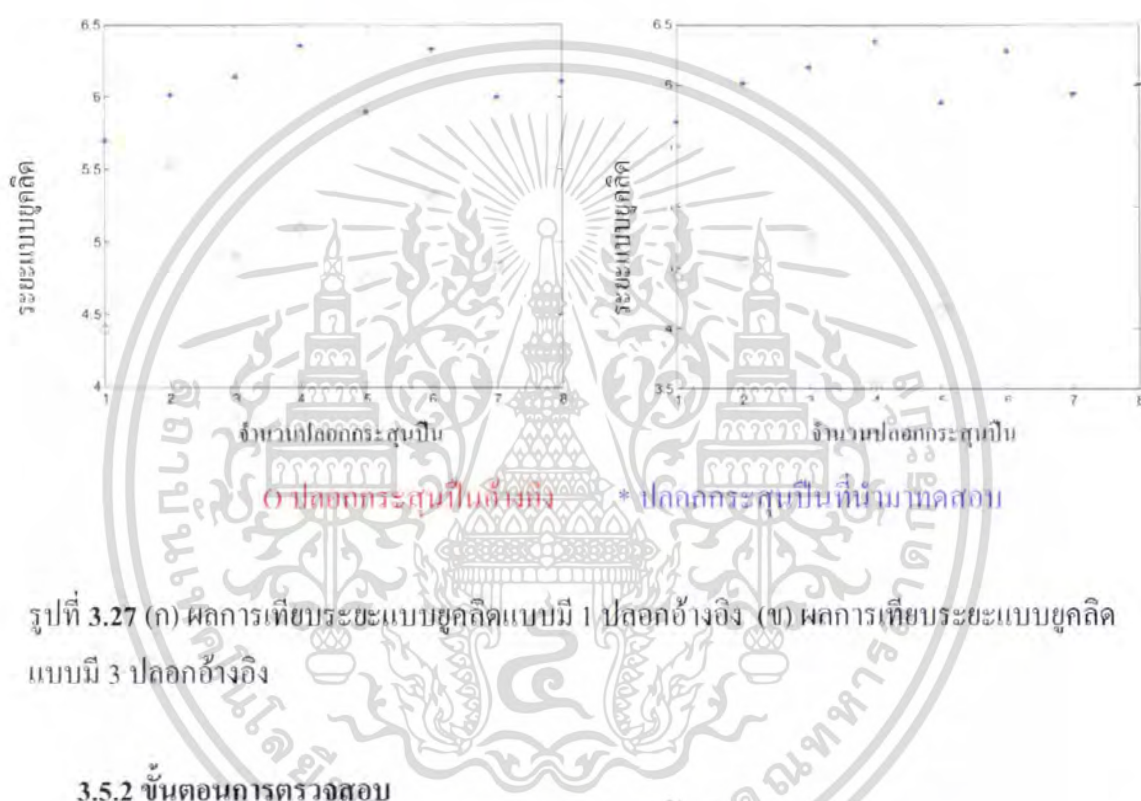 6.5
6
5.5
5
4.5
4
1 2 3 4 5 6 7 8
ระยะแบบยูคลิด
จำนวนปลอกกระสุนปืน
6.5
3.5
1 2 3 4 5 6 7 8
ระยะแบบยูคลิด
จำนวนปลอกกระสุนปืน
O ปลอกกระสุนปืนอ้างอิง * ปลอกกระสุนปืนที่นำมาทดสอบ
รูปที่ 3.27 (ก) ผลการเทียบระยะแบบยูคลิดแบบมี 1 ปลอกอ้างอิง (ข) ผลการเทียบระยะแบบยูคลิด
แบบมี 3 ปลอกอ้างอิง
3.5.2 ขั้นตอนการตรวจสอบ